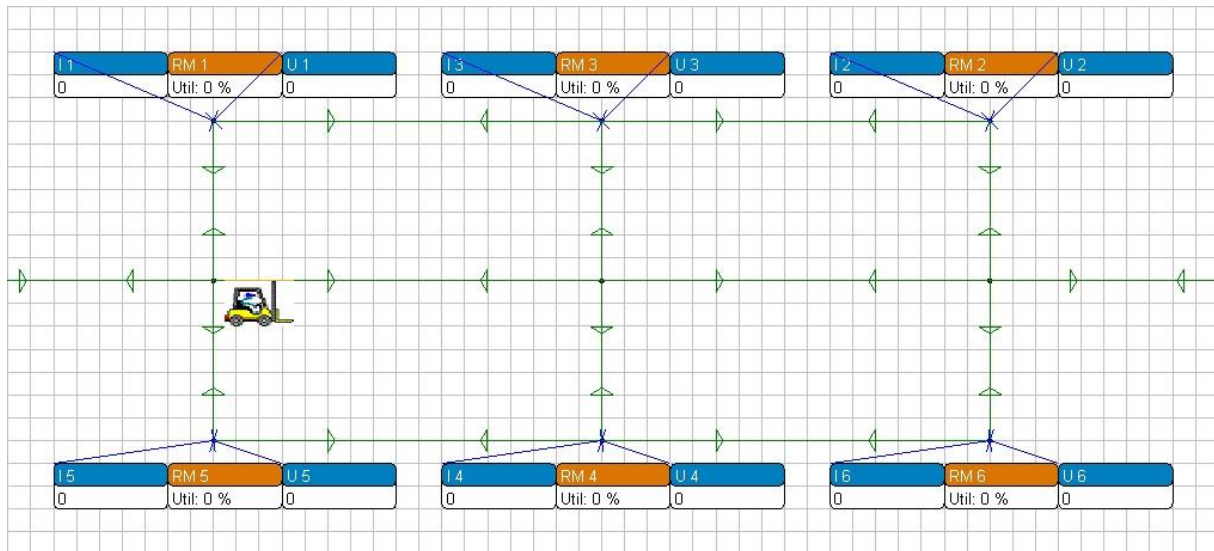 I 1 RM 1 U 1
0 Util: 0 % 0
I 3 RM 3 U 3
0 Util: 0 % 0
I 2 RM 2 U 2
0 Util: 0 % 0
I 5 RM 5 U 5
0 Util: 0 % 0
I 4 RM 4 U 4
0 Util: 0 % 0
I 6 RM 6 U 6
0 Util: 0 % 0